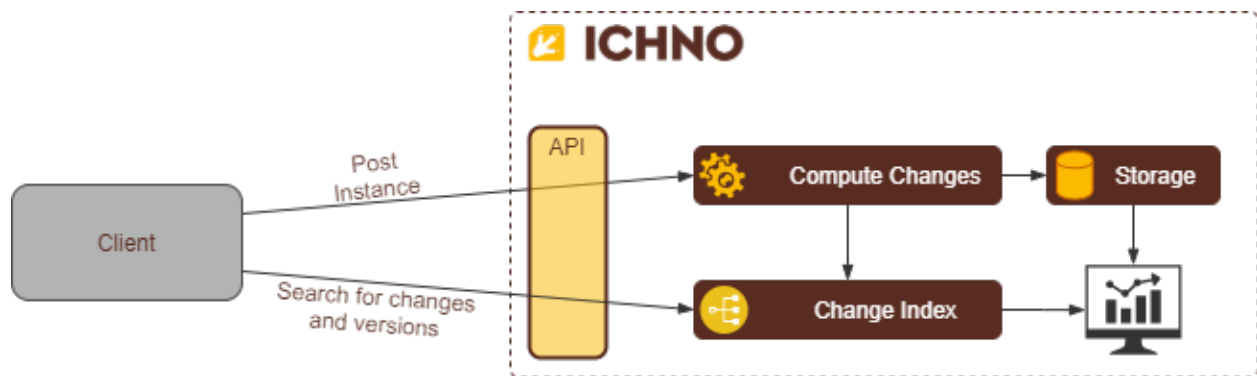 ICHNO
API
Post
Instance
Compute Changes
Storage
Client
Search for changes
and versions
Change Index